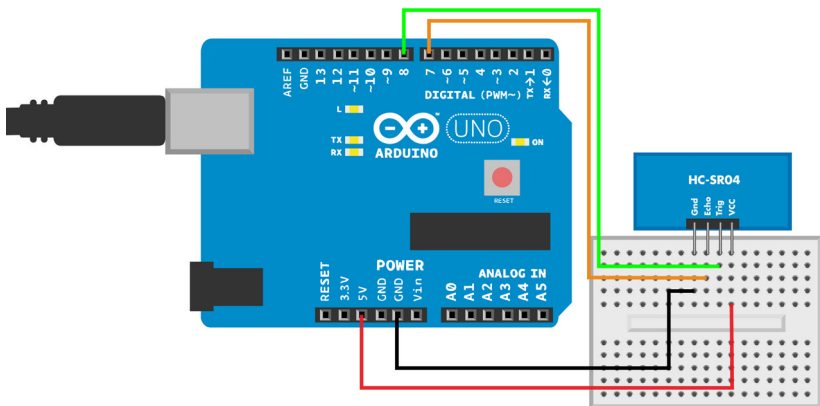 AREF
GND
13
12
~11
~10
~9
8
7
~6
~5
4
~3
2
TX→1
RX←0
DIGITAL (PWM~)
L
TX
RX
™
UNO
ARDUINO
ON
RESET
HC-SR04
Gnd
Echo
Trig
VCC
POWER
ANALOG IN
RESET
3.3V
5V
GND
GND
Vin
A0
A1
A2
A3
A4
A5